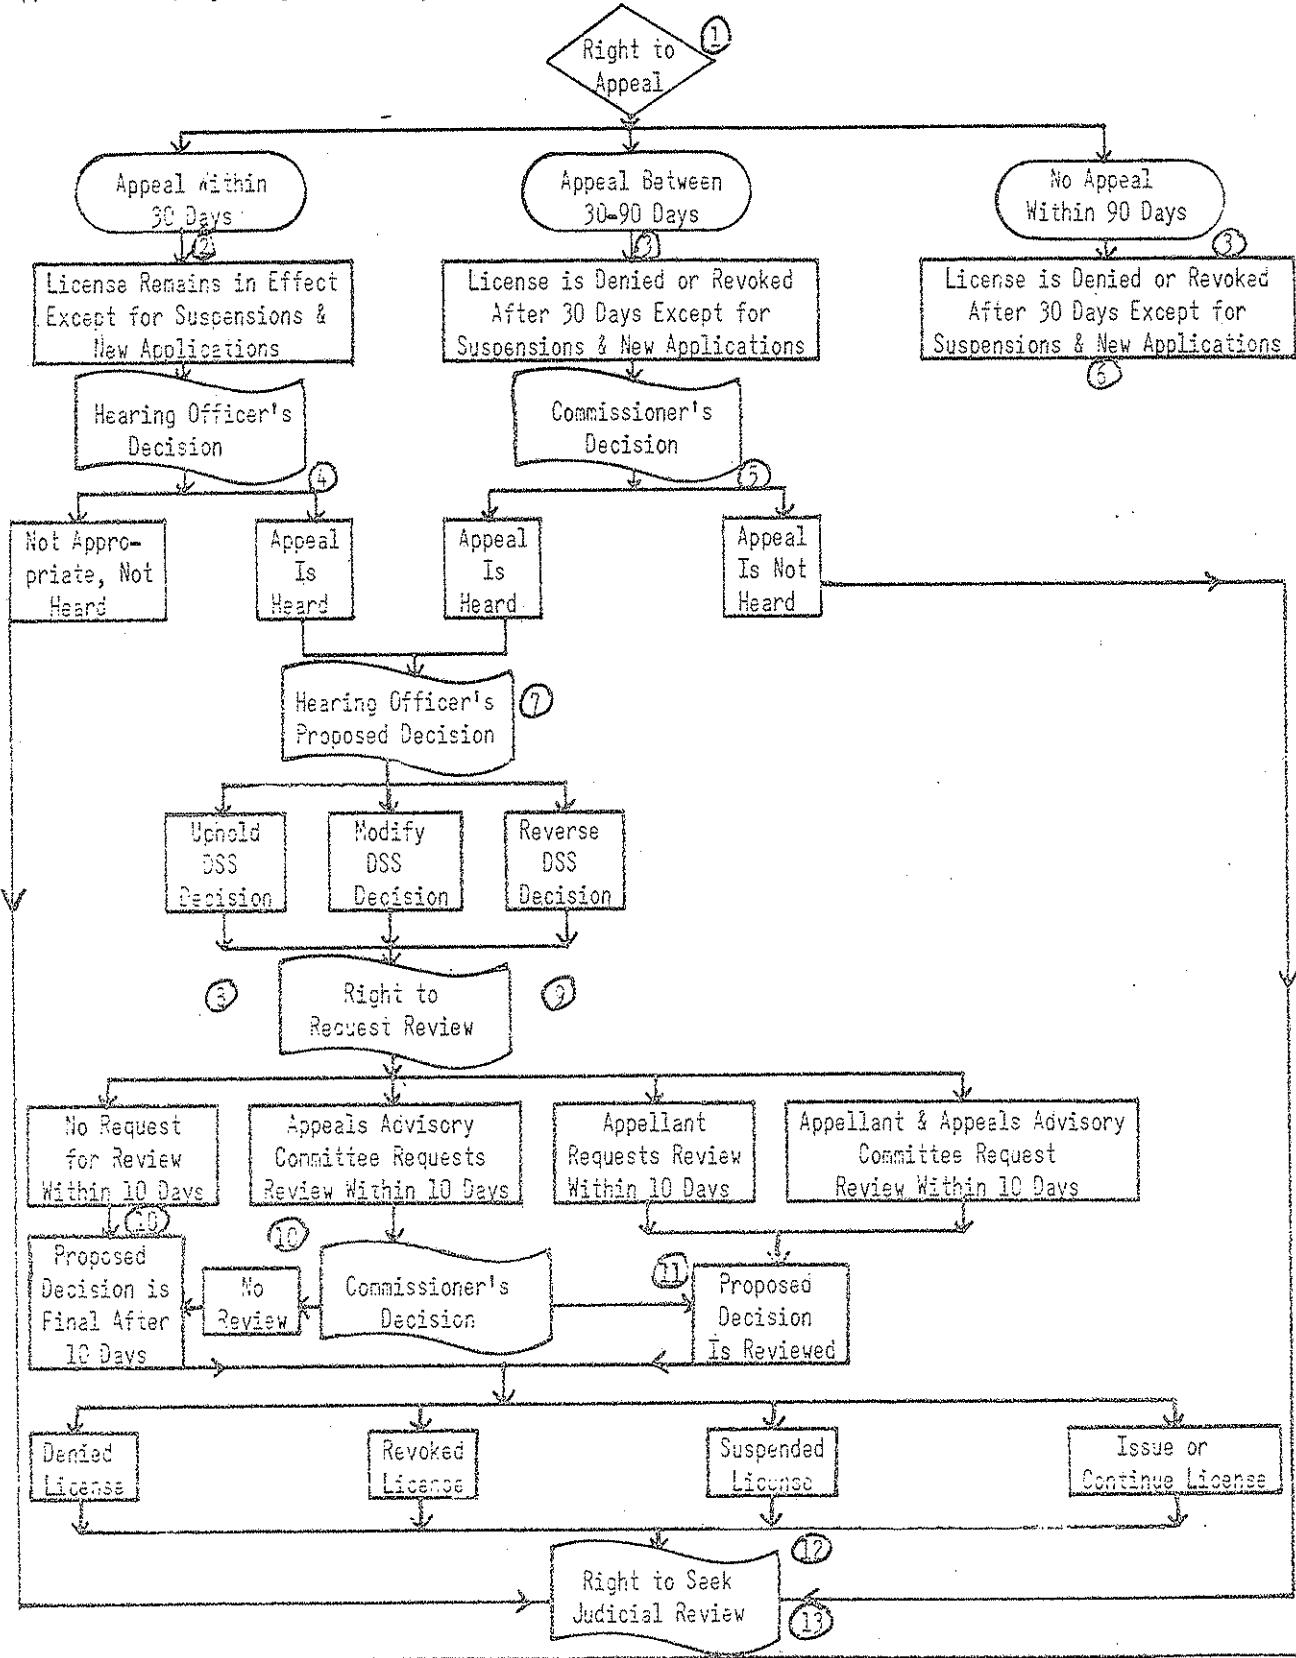 Right to
Appeal
1
Appeal Within
30 Days
Appeal Between
30-90 Days
No Appeal
Within 90 Days
2
3
3
License Remains in Effect
Except for Suspensions &
New Applications
License is Denied or Revoked
After 30 Days Except for
Suspensions & New Applications
License is Denied or Revoked
After 30 Days Except for
Suspensions & New Applications
6
Hearing Officer's
Decision
Commissioner's
Decision
4
5
Not Appro-
priate, Not
Heard
Appeal
Is
Heard
Appeal
Is
Heard
Appeal
Is Not
Heard
Hearing Officer's
Proposed Decision
7
Uphold
DSS
Decision
Modify
DSS
Decision
Reverse
DSS
Decision
8
Right to
Request Review
9
No Request
for Review
Within 10 Days
Appeals Advisory
Committee Requests
Review Within 10 Days
Appellant
Requests Review
Within 10 Days
Appellant & Appeals Advisory
Committee Request
Review Within 10 Days
10
10
Proposed
Decision is
Final After
10 Days
No
Review
Commissioner's
Decision
11
Proposed
Decision
Is Reviewed
Denied
License
Revoked
License
Suspended
License
Issue or
Continue License
12
Right to Seek
Judicial Review
13